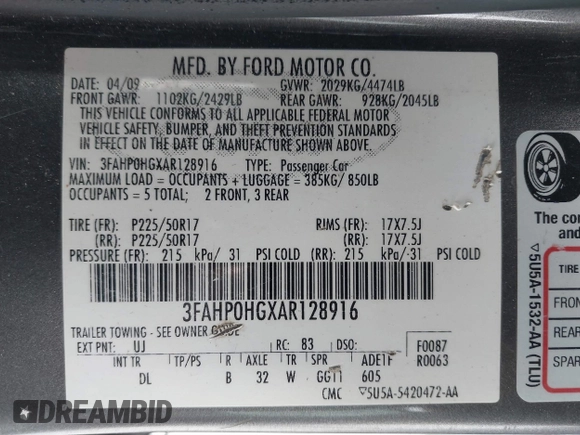 MFD. BY FORD MOTOR CO.
DATE: 04/09 GVWR: 2029KG/4474LB
FRONT GAWR: 1102KG/2429LB REAR GAWR: 928KG/2045LB
THIS VEHICLE CONFORMS TO ALL APPLICABLE FEDERAL MOTOR
VEHICLE SAFETY, BUMPER, AND THEFT PREVENTION STANDARDS
IN EFFECT ON THE DATE OF MANUFACTURE SHOWN ABOVE.
VIN: 3FAHP0HGXAR128916 TYPE: Passenger Car
MAXIMUM LOAD = OCCUPANTS + LUGGAGE = 385KG/ 850LB
OCCUPANTS = 5 TOTAL; 2 FRONT, 3 REAR
TIRE (FR): P225/50R17 RIMS (FR): 17X7.5J
(RR): P225/50R17 (RR): 17X7.5J
PRESSURE (FR): 215 kPa/ 31 PSI COLD (RR): 215 kPa/ 31 PSI COLD
3FAHP0HGXAR128916
TRAILER TOWING - SEE OWNER GUIDE
EXT PNT: UJ RC: 83 DSO: F0087
INT TR TP/PS R AXLE TR SPR ADE1F R0063
DL B 32 W GG11 605
CMC ▽5U5A-5420472-AA
The co
and
▽5U5A-1532-AA (TLU)
TIRE
FRON
REAR
SPAR
DREAMBID